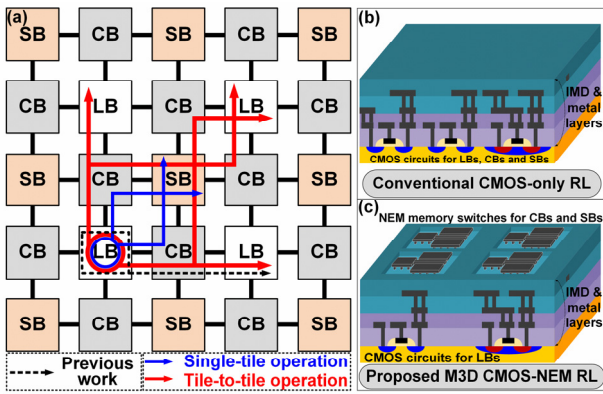 (a)
SB CB SB CB SB
CB LB CB LB CB
SB CB SB CB SB
CB LB CB LB CB
SB CB SB CB SB
Previous
work
Single-tile operation
Tile-to-tile operation
(b)
IMD &
metal
layers
CMOS circuits for LBs, CBs and SBs
Conventional CMOS-only RL
(c)
NEM memory switches for CBs and SBs
IMD &
metal
layers
CMOS circuits for LBs
Proposed M3D CMOS-NEM RL